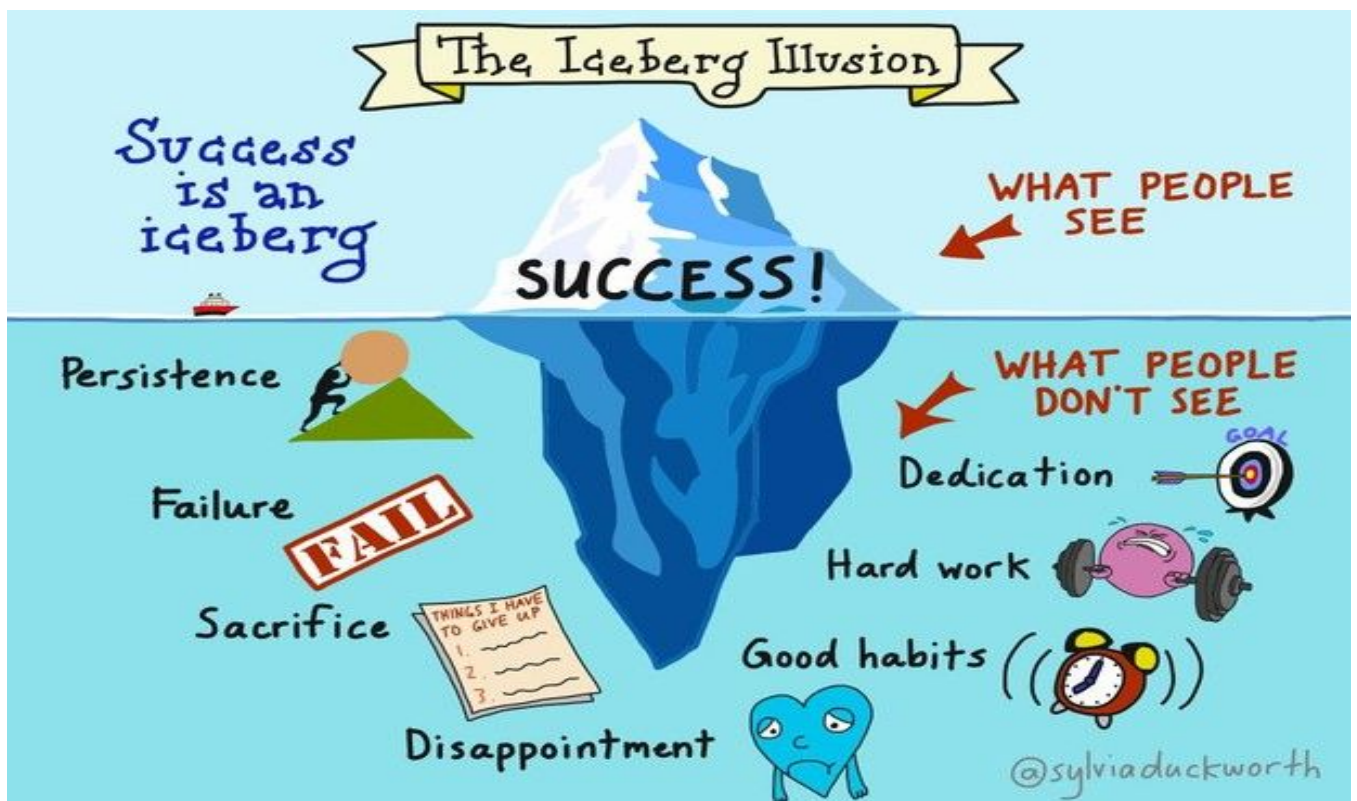 The Iceberg Illusion
Success
is an
iceberg
WHAT PEOPLE
SEE
SUCCESS!
Persistence
WHAT PEOPLE
DON'T SEE
GOAL
Dedication
Failure
FAIL
Hard work
Sacrifice
THINGS I HAVE
TO GIVE UP
1.
2.
3.
Good habits
Disappointment
@sylviaduckworth